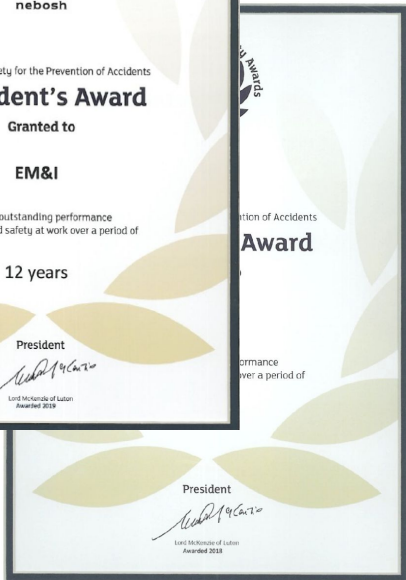 nebosh
ety for the Prevention of Accidents
dent's Award
Granted to
EM&I
outstanding performance
d safety at work over a period of
12 years
President
Lord McKenzie of Luton
Awarded 2019
y Awards
ntion of Accidents
Award
ormance
over a period of
President
Lord McKenzie of Luton
Awarded 2018